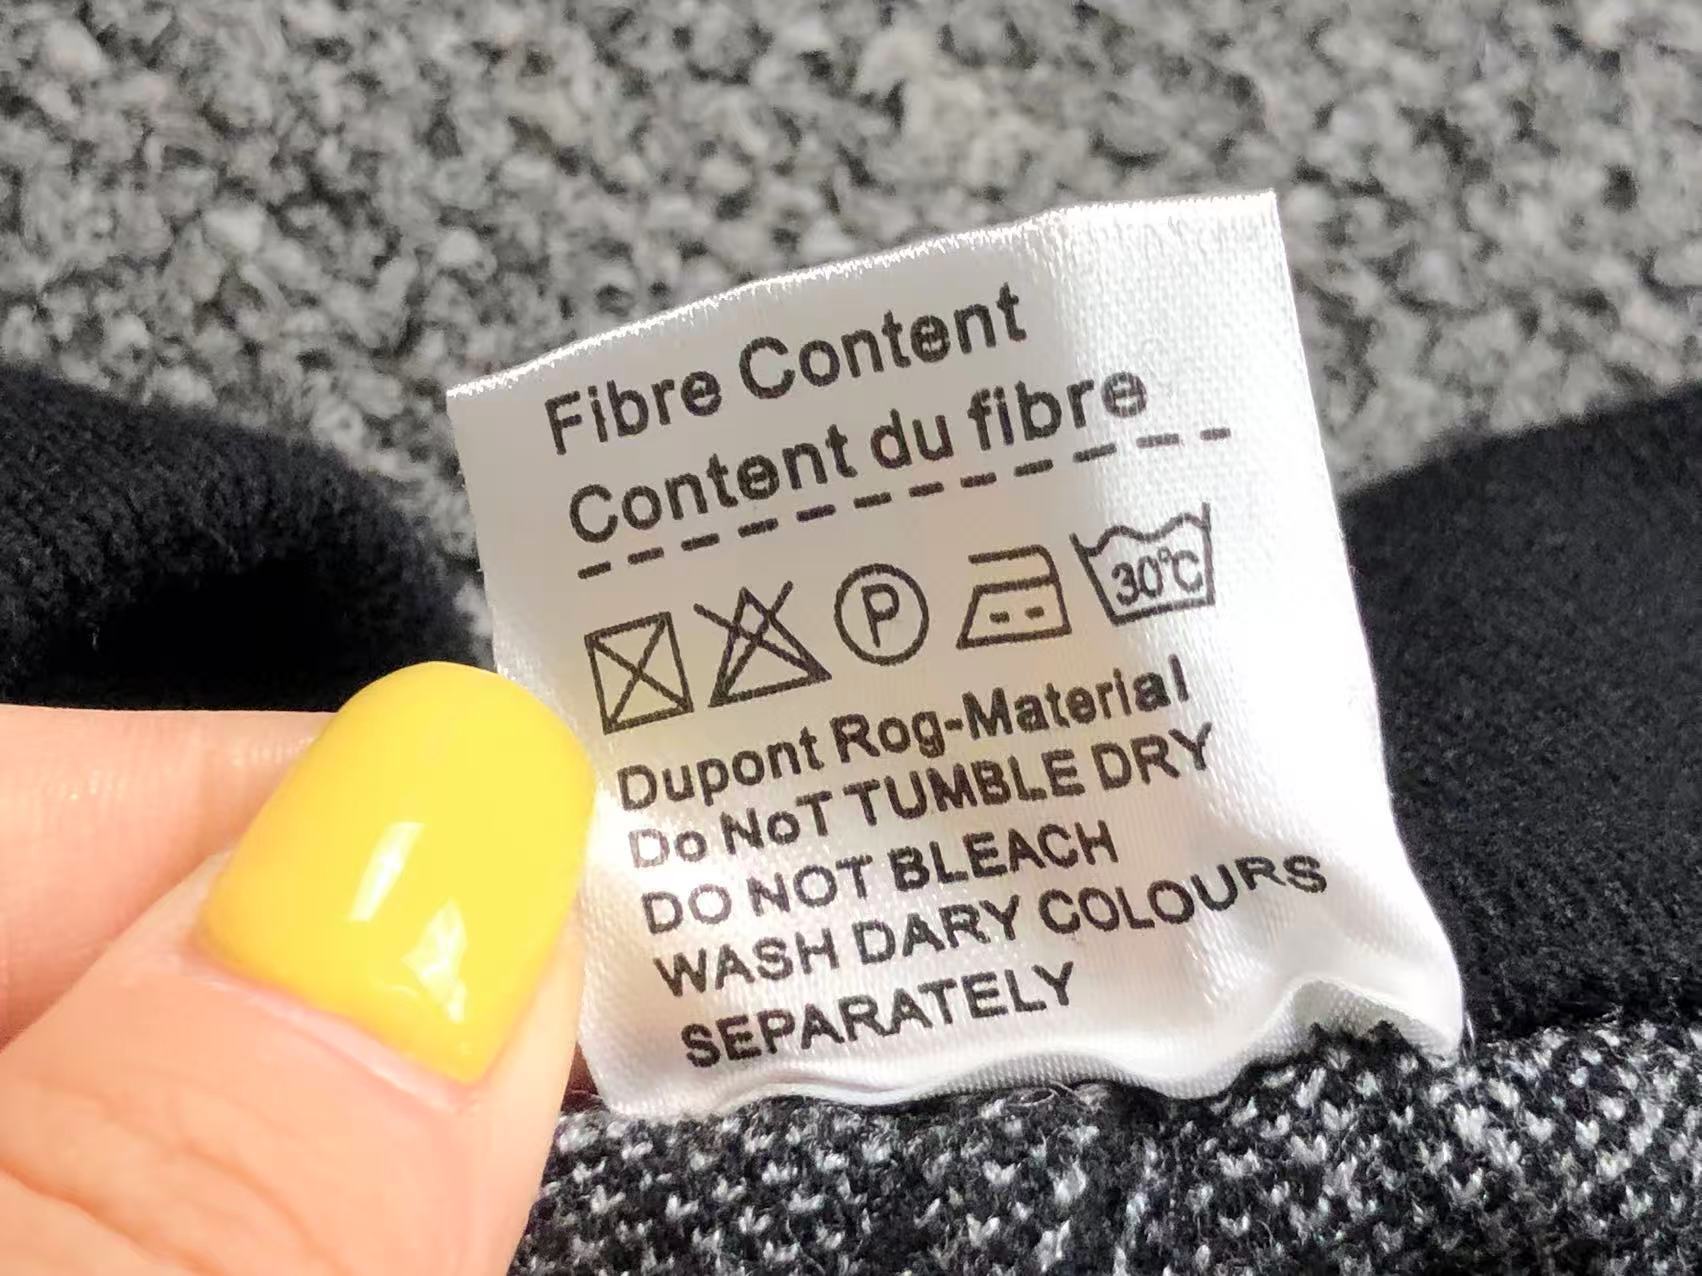 Fibre Content
Content du fibre
P 30°C
Dupont Rog-Material
Do NoT TUMBLE DRY
DO NOT BLEACH
WASH DARY COLOURS
SEPARATELY